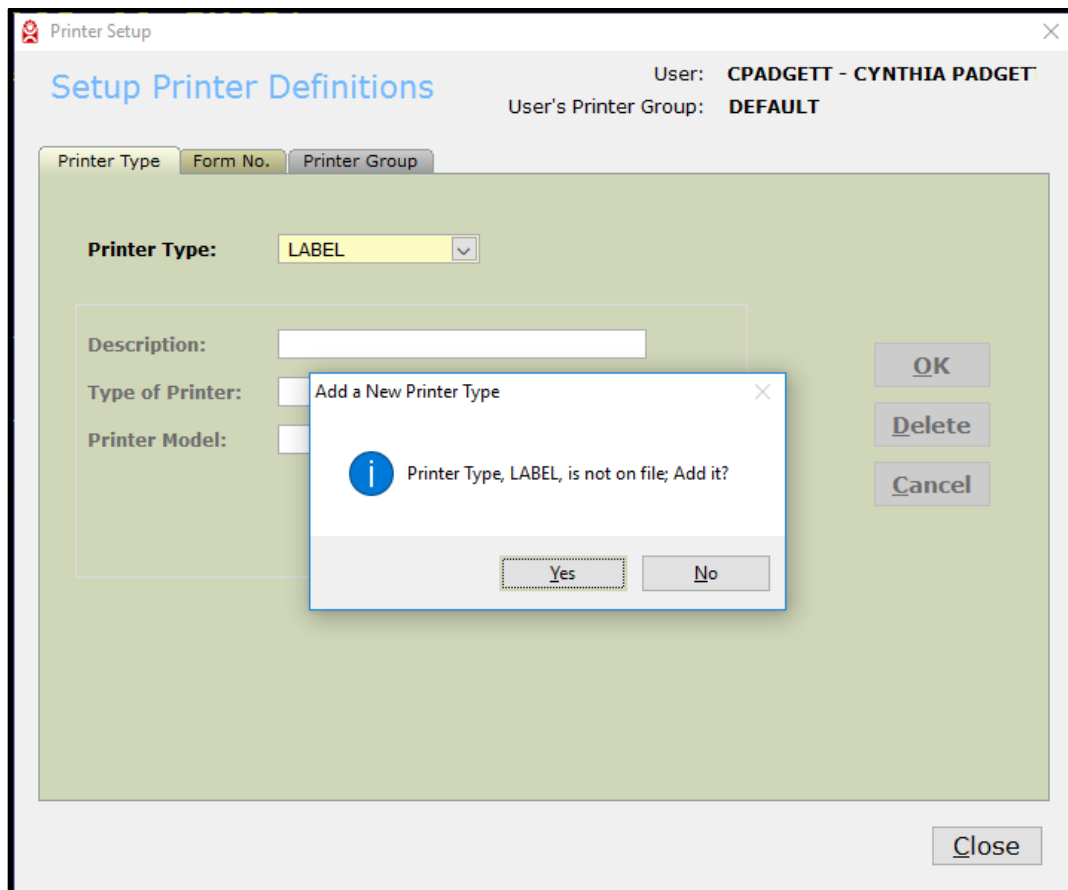 Printer Setup
Setup Printer Definitions
User: CPADGETT - CYNTHIA PADGET
User's Printer Group: DEFAULT
Printer Type Form No. Printer Group
Printer Type: LABEL
Description:
Type of Printer:
Printer Model:
OK
Delete
Cancel
Add a New Printer Type
Printer Type, LABEL, is not on file; Add it?
Yes No
Close